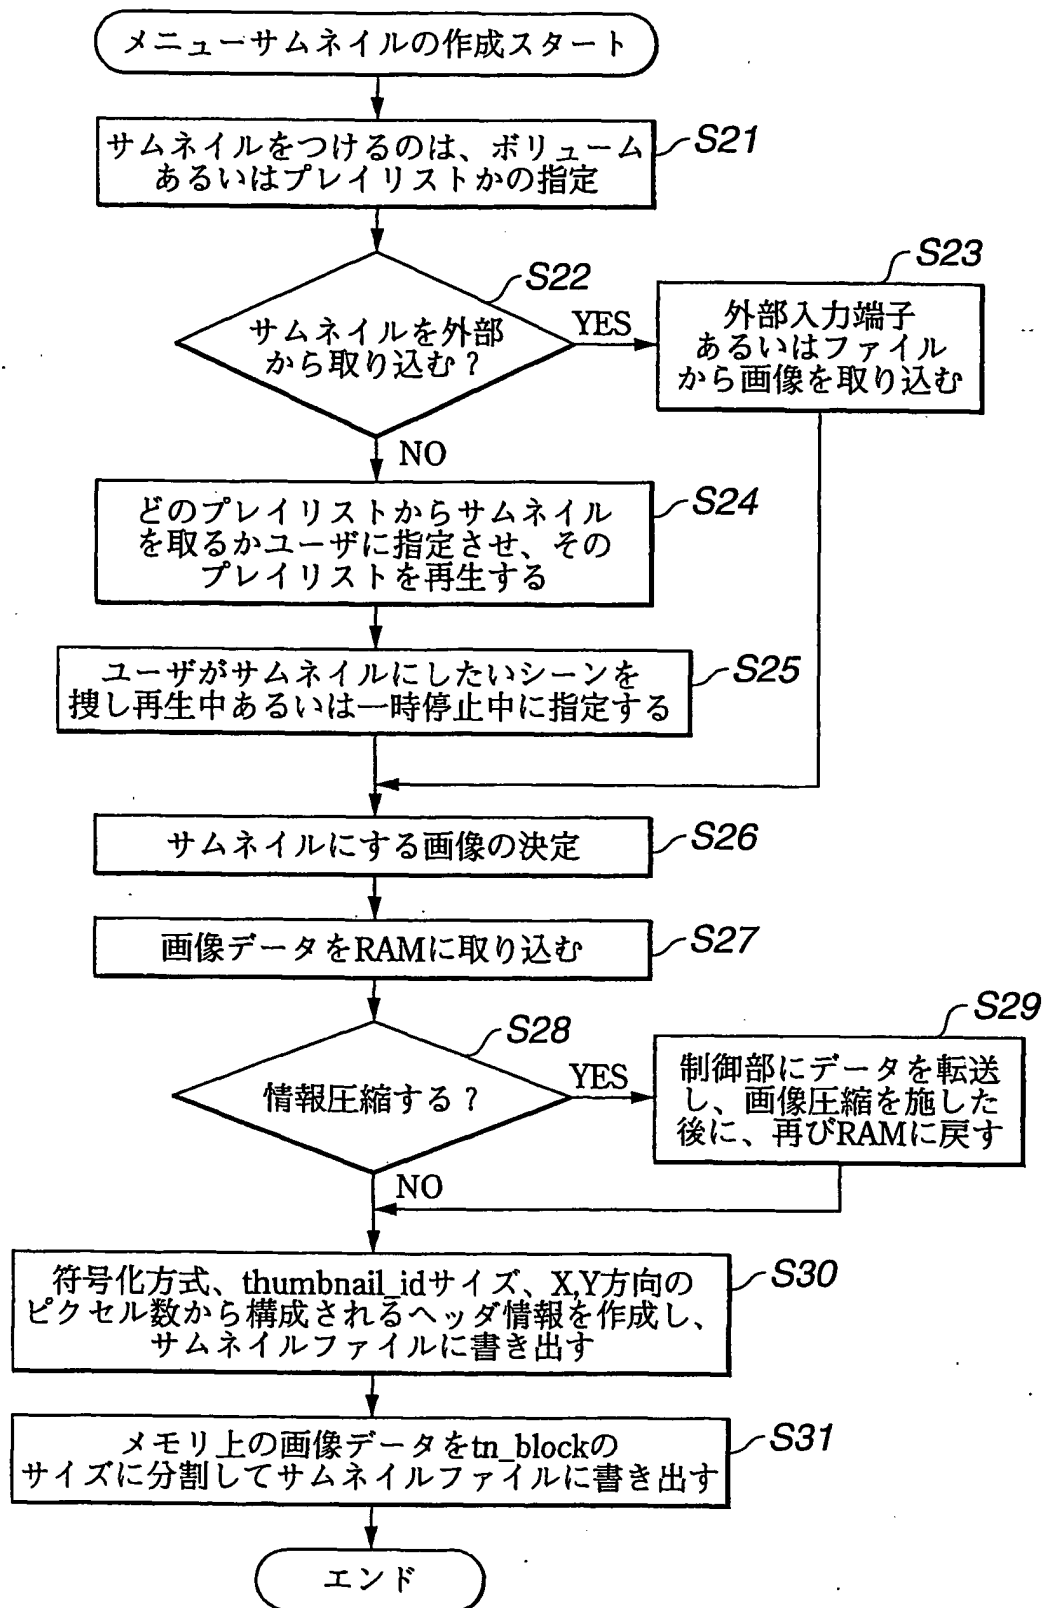 メニューサムネイルの作成スタート
サムネイルをつけるのは、ボリューム
あるいはプレイリストかの指定
S21
サムネイルを外部
から取り込む?
S22
YES
NO
外部入力端子
あるいはファイル
から画像を取り込む
S23
どのプレイリストからサムネイル
を取るかユーザに指定させ、その
プレイリストを再生する
S24
ユーザがサムネイルにしたいシーンを
捜し再生中あるいは一時停止中に指定する
S25
サムネイルにする画像の決定
S26
画像データをRAMに取り込む
S27
情報圧縮する?
S28
YES
NO
制御部にデータを転送
し、画像圧縮を施した
後に、再びRAMに戻す
S29
符号化方式、thumbnail_idサイズ、X,Y方向の
ピクセル数から構成されるヘッダ情報を作成し、
サムネイルファイルに書き出す
S30
メモリ上の画像データをtn_blockの
サイズに分割してサムネイルファイルに書き出す
S31
エンド